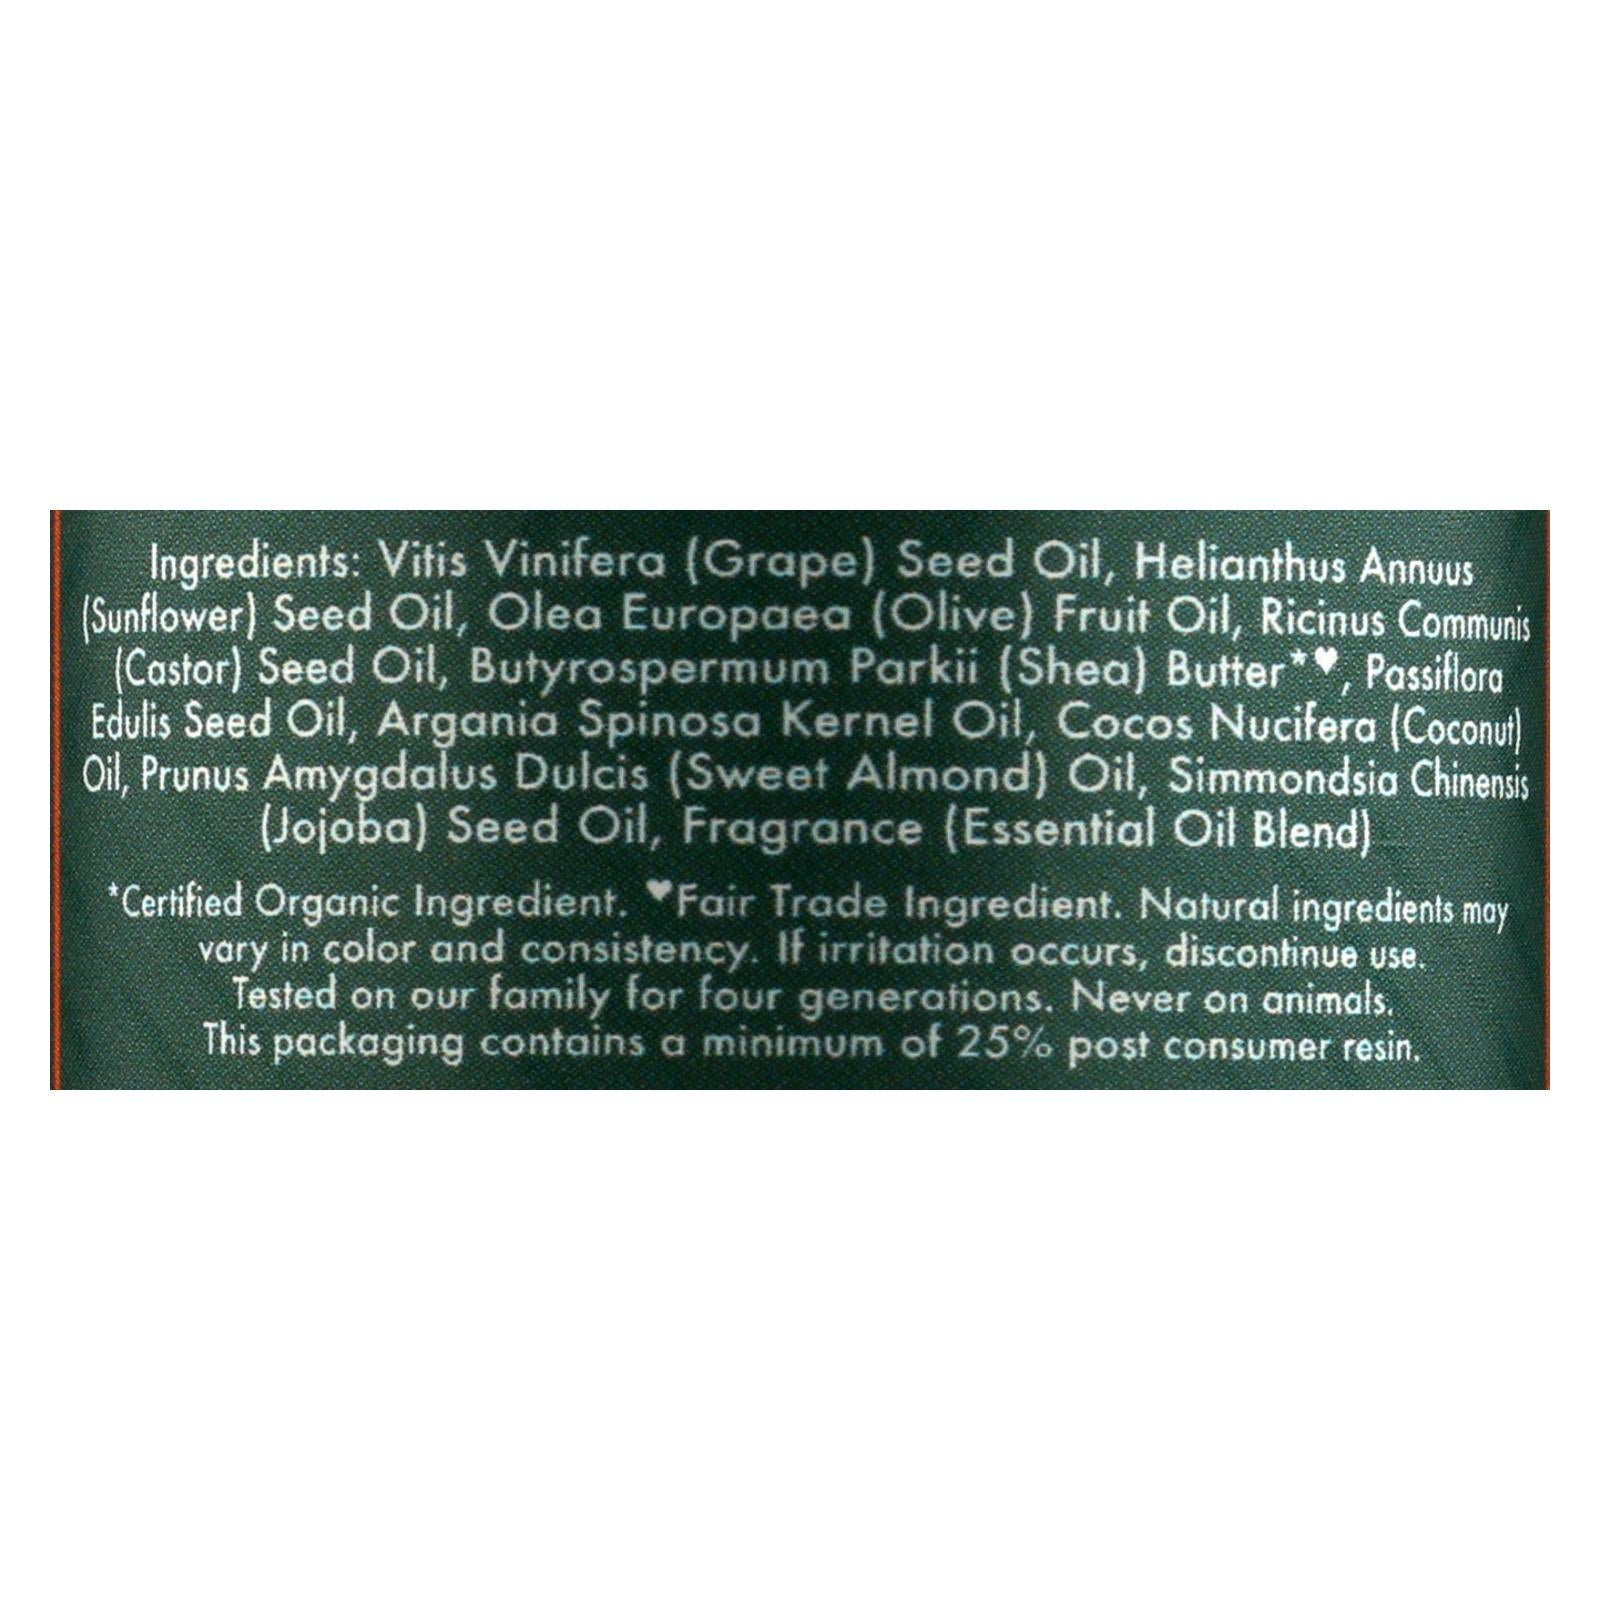 Ingredients: Vitis Vinifera (Grape) Seed Oil, Helianthus Annuus
(Sunflower) Seed Oil, Olea Europaea (Olive) Fruit Oil, Ricinus Communis
(Castor) Seed Oil, Butyrospermum Parkii (Shea) Butter*♥, Passiflora
Edulis Seed Oil, Argania Spinosa Kernel Oil, Cocos Nucifera (Coconut)
Oil, Prunus Amygdalus Dulcis (Sweet Almond) Oil, Simmondsia Chinensis
(Jojoba) Seed Oil, Fragrance (Essential Oil Blend)
*Certified Organic Ingredient. ♥Fair Trade Ingredient. Natural ingredients may
vary in color and consistency. If irritation occurs, discontinue use.
Tested on our family for four generations. Never on animals.
This packaging contains a minimum of 25% post consumer resin.